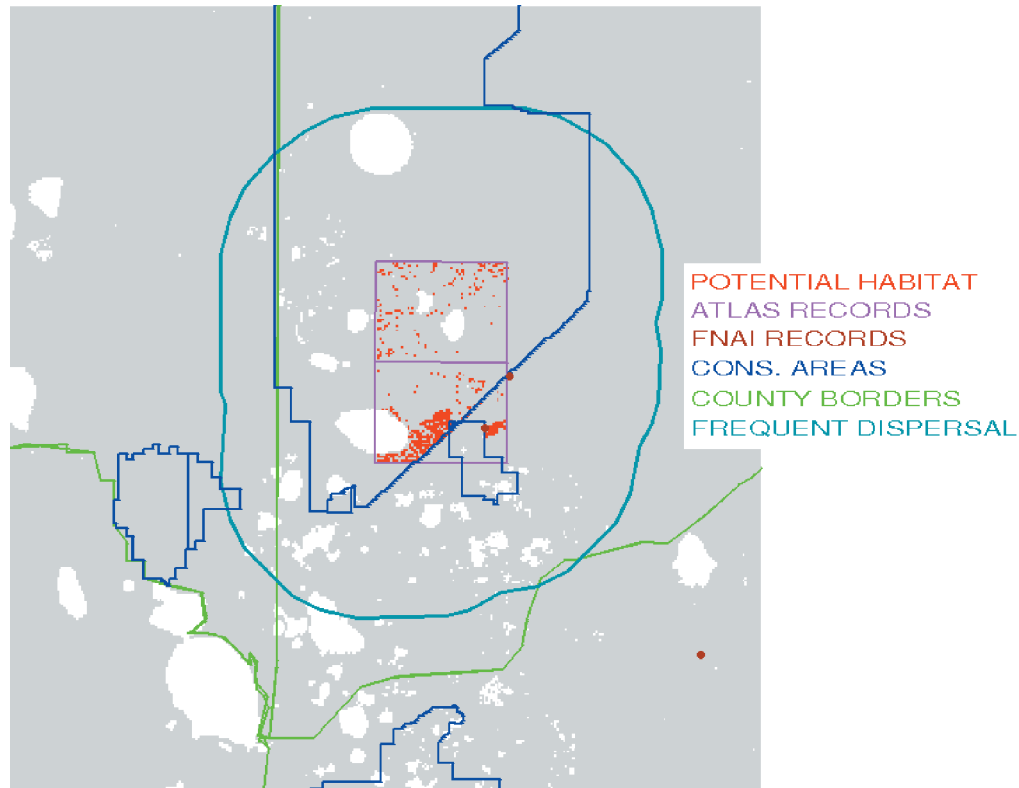 POTENTIAL HABITAT
ATLAS RECORDS
FNAI RECORDS
CONS. AREAS
COUNTY BORDERS
FREQUENT DISPERSAL